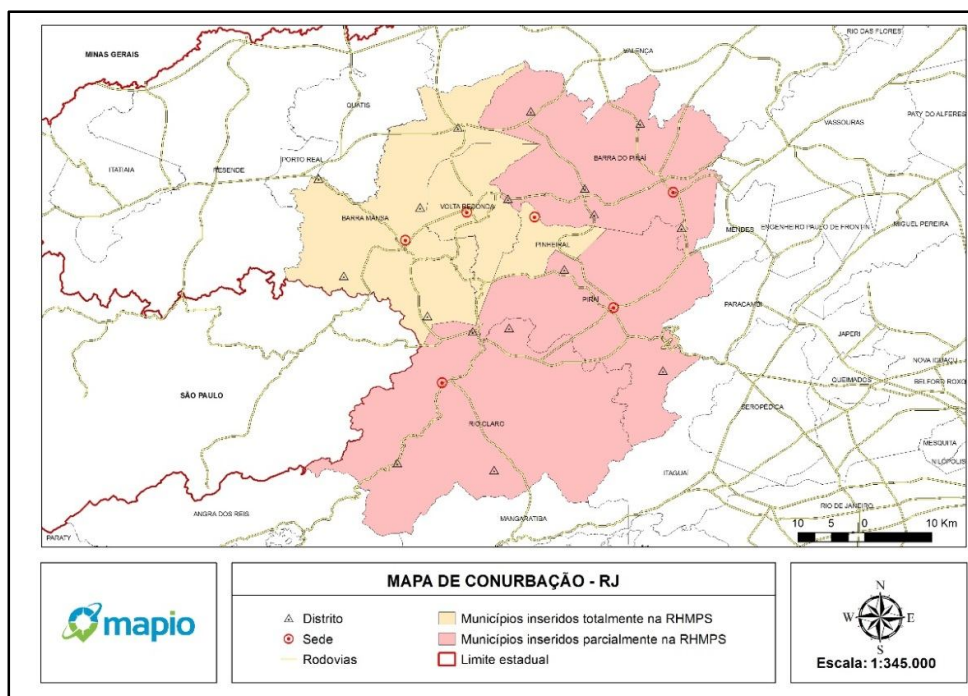 RIO DAS FLORES
MINAS GERAIS
VALENÇA
QUATIS
PATY DO ALFERES
VASSOURAS
BARRA DO PIRAÍ
PORTO REAL
ITATIAIA
RESENDE
VOLTA REDONDA
BARRA MANSA
MENDES
ENGENHEIRO PAULO DE FRONTIN
MIGUEL PEREIRA
PINHEIRAL
PIRAÍ
PARACAMBI
JAPERI
NOVA IGUAÇU
QUEIMADOS
BELFORD ROXO
SÃO PAULO
SEROPÉDICA
RIO CLARO
MESQUITA
NILÓPOLIS
ITAGUAÍ
RIO DE JANEIRO
ANGRA DOS REIS
MANGARATIBA
10 5 0 10 Km
PARATY
mapio
MAPA DE CONURBAÇÃO - RJ
Distrito
Sede
Rodovias
Municípios inseridos totalmente na RHMPS
Municípios inseridos parcialmente na RHMPS
Limite estadual
N
W E
S
Escala: 1:345.000